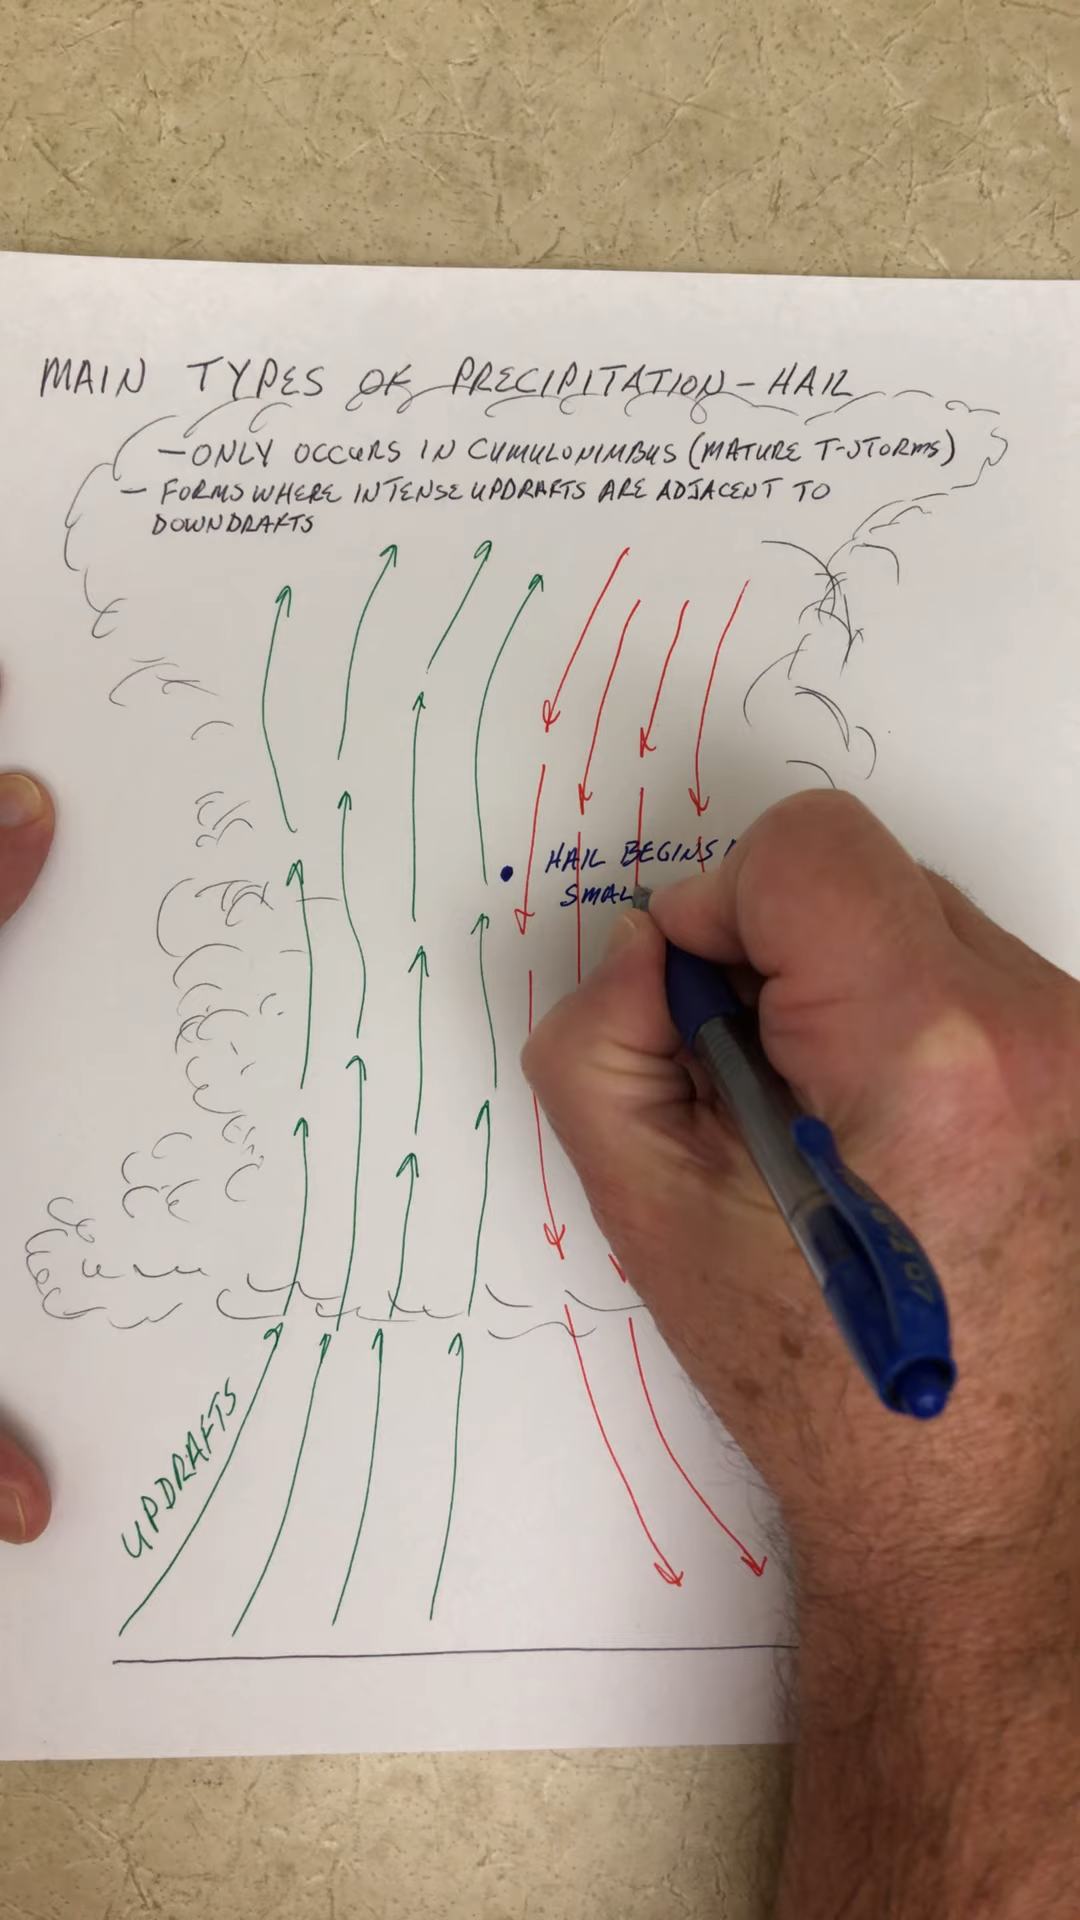 MAIN TYPES OF PRECIPITATION - HAIL
- ONLY OCCURS IN CUMULONIMBUS (MATURE T-STORMS)
- FORMS WHERE INTENSE UPDRAFTS ARE ADJACENT TO
DOWNDRAFTS
HAIL BEGINS
SMAL
UPDRAFTS